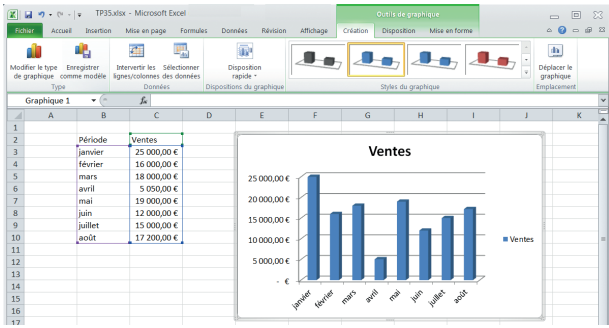 TP35.xlsx - Microsoft Excel
Outils de graphique
Fichier Accueil Insertion Mise en page Formules Données Révision Affichage Création Disposition Mise en forme
Modifier le type de graphique
Enregistrer comme modèle
Intervertir les lignes/colonnes
Sélectionner des données
Disposition rapide
Déplacer le graphique
Type Données Dispositions du graphique Styles du graphique Emplacement
Graphique 1 fx
A B C D E F G H I J K
1
2 Période Ventes
3 janvier 25 000,00 €
4 février 16 000,00 €
5 mars 18 000,00 €
6 avril 5 050,00 €
7 mai 19 000,00 €
8 juin 12 000,00 €
9 juillet 15 000,00 €
10 août 17 200,00 €
11
12
13
14
15
16
17
Ventes
25 000,00 €
20 000,00 €
15 000,00 €
10 000,00 €
5 000,00 €
- €
janvier février mars avril mai juin juillet août
Ventes